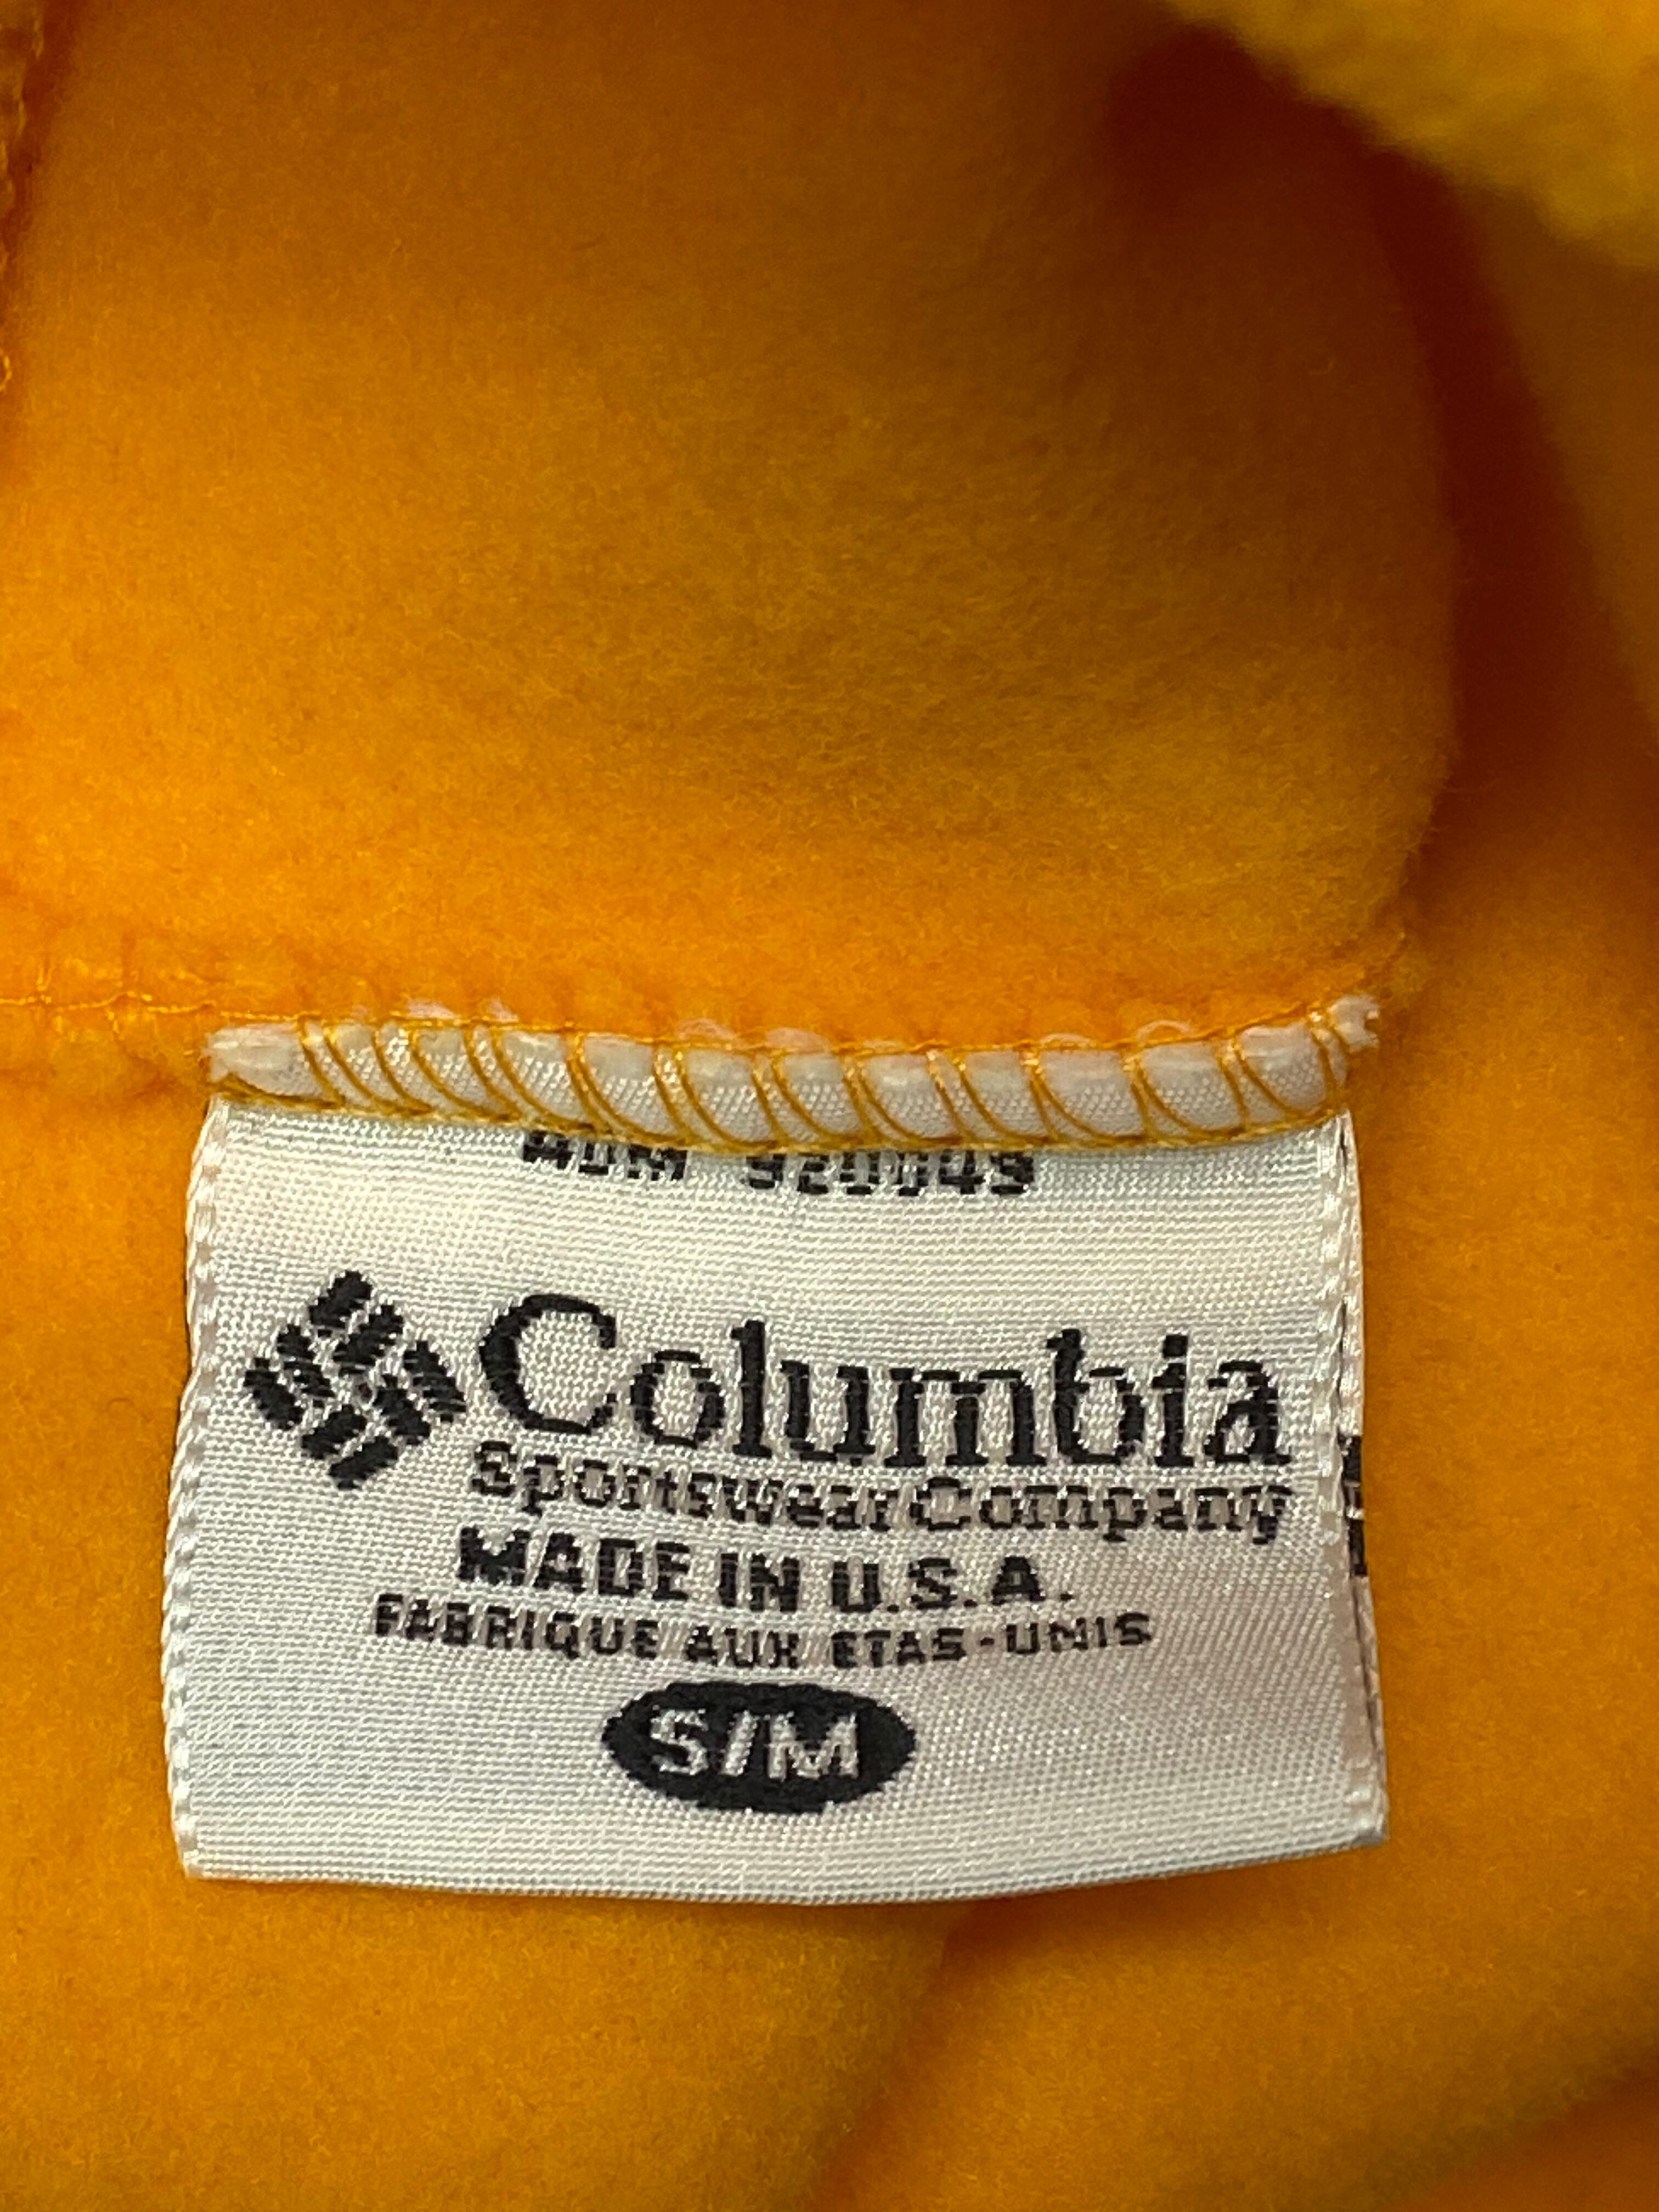 Columbia
Sportswear Company
MADE IN U.S.A.
FABRIQUE AUX ETAS-UNIS
S/M